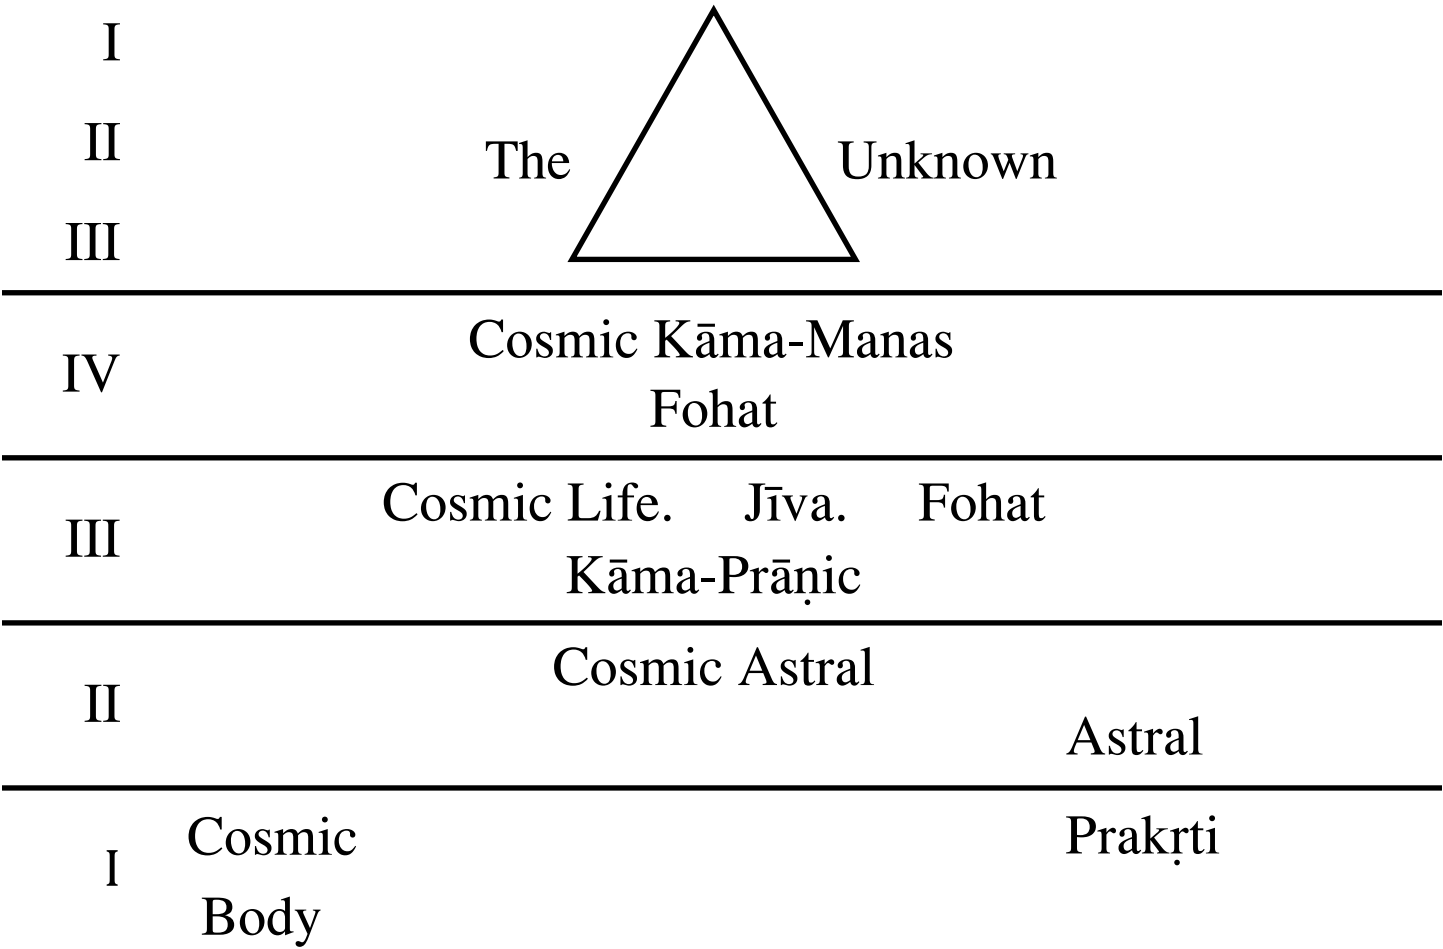 I
II
The Unknown
III
Cosmic Kāma-Manas
IV
Fohat
Cosmic Life. Jīva. Fohat
III
Kāma-Prāṇic
Cosmic Astral
II
Astral
Cosmic Prakṛti
I
Body